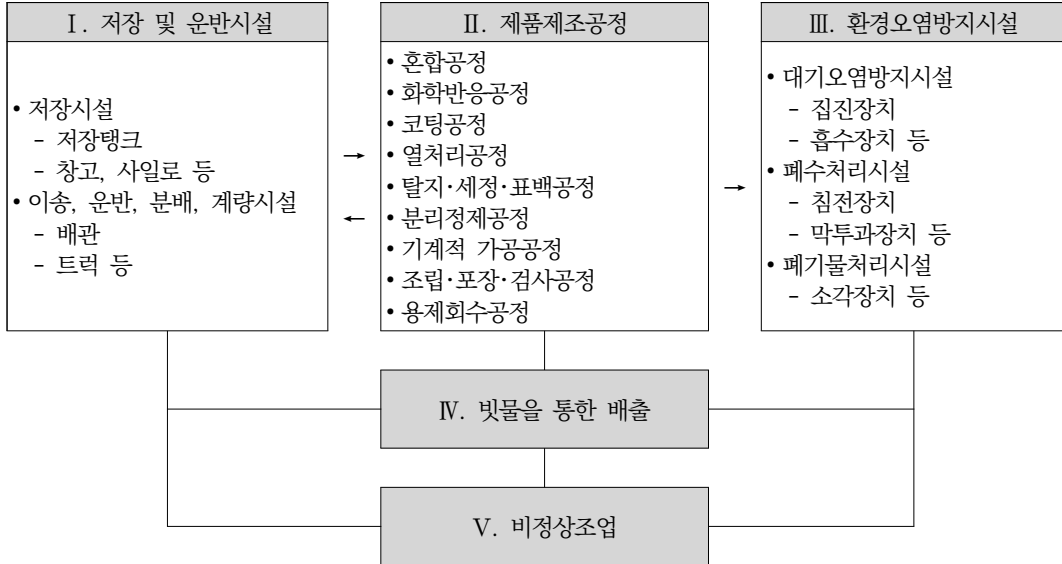 Ⅰ. 저장 및 운반시설
• 저장시설
- 저장탱크
- 창고, 사일로 등
• 이송, 운반, 분배, 계량시설
- 배관
- 트럭 등
→
←
Ⅱ. 제품제조공정
• 혼합공정
• 화학반응공정
• 코팅공정
• 열처리공정
• 탈지·세정·표백공정
• 분리정제공정
• 기계적 가공공정
• 조립·포장·검사공정
• 용제회수공정
→
Ⅲ. 환경오염방지시설
• 대기오염방지시설
- 집진장치
- 흡수장치 등
• 폐수처리시설
- 침전장치
- 막투과장치 등
• 폐기물처리시설
- 소각장치 등
Ⅳ. 빗물을 통한 배출
Ⅴ. 비정상조업